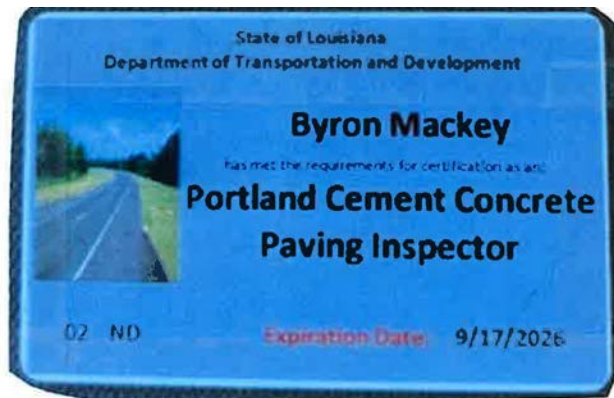 State of Louisiana
Department of Transportation and Development
Byron Mackey
has met the requirements for certification as an:
Portland Cement Concrete
Paving Inspector
02 ND
Expiration Date: 9/17/2026